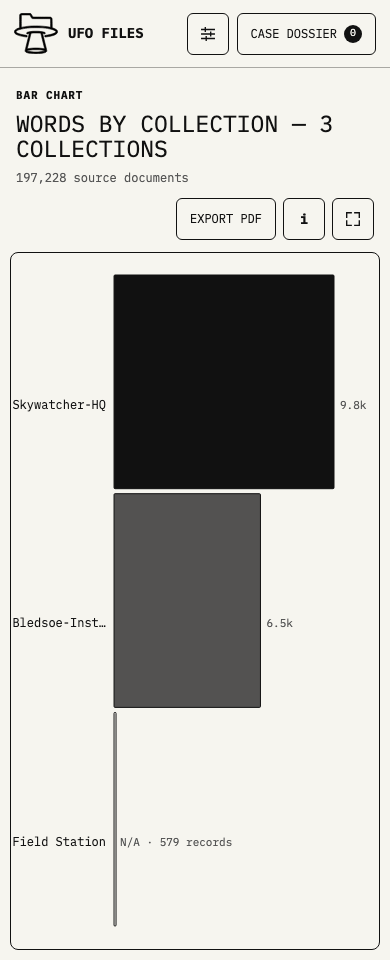 UFO FILES
CASE DOSSIER 0
BAR CHART
WORDS BY COLLECTION — 3
COLLECTIONS
197,228 source documents
EXPORT PDF
i
Skywatcher-HQ 9.8k
Bledsoe-Inst… 6.5k
Field Station N/A · 579 records